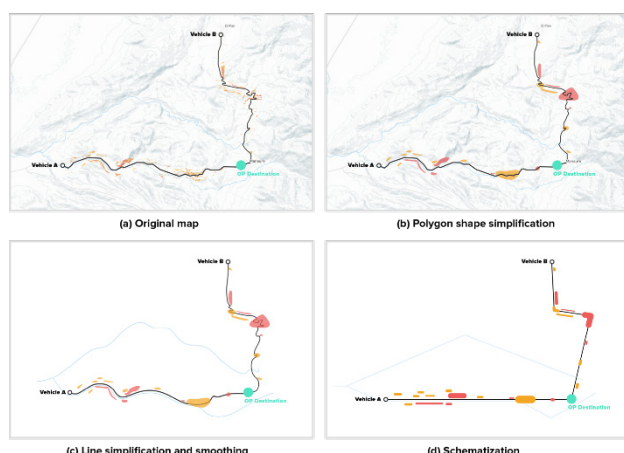 Vehicle B
Vehicle A
OP Destination
(a) Original map
Vehicle B
Vehicle A
OP Destination
(b) Polygon shape simplification
Vehicle B
Vehicle A
OP Destination
(c) Line simplification and smoothing
Vehicle B
Vehicle A
OP Destination
(d) Schematization